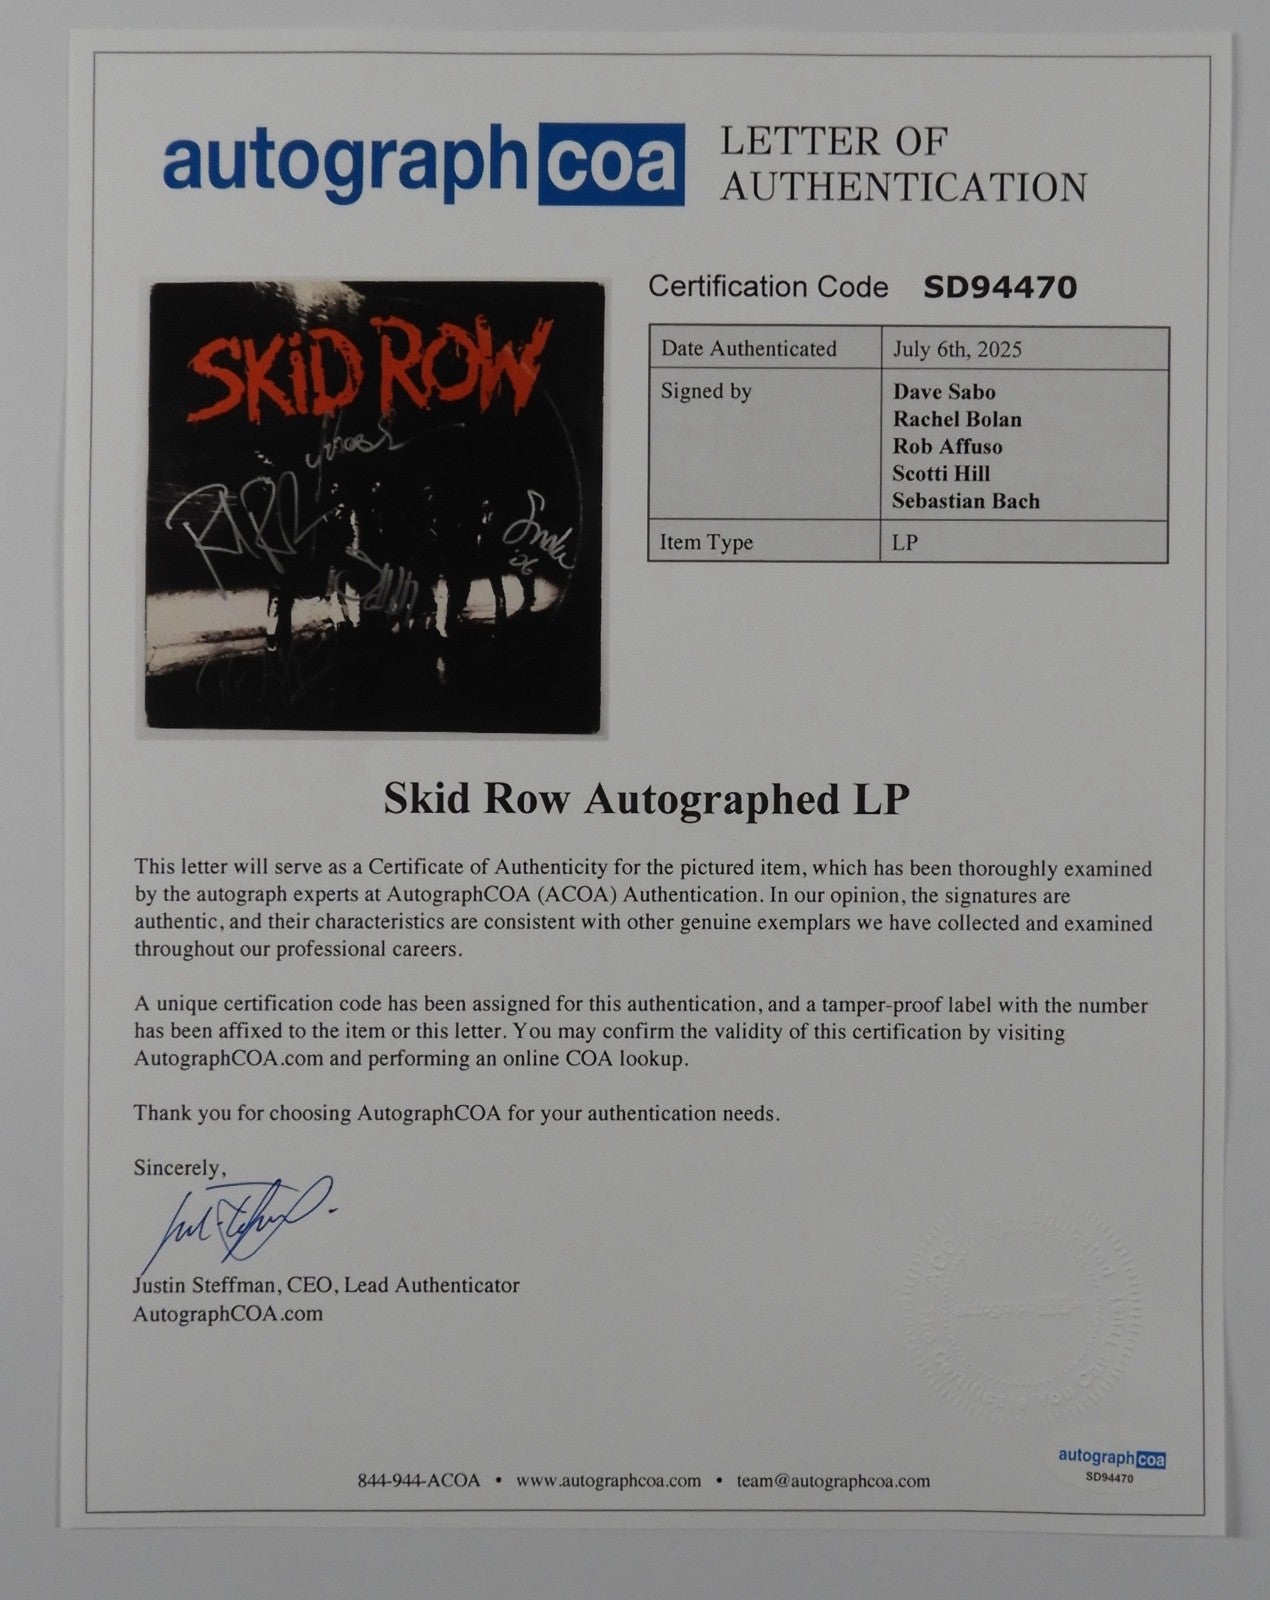 autographcoa
LETTER OF
AUTHENTICATION
SKiD ROW
'06
Certification Code SD94470
Date Authenticated July 6th, 2025
Signed by Dave Sabo
Rachel Bolan
Rob Affuso
Scotti Hill
Sebastian Bach
Item Type LP
Skid Row Autographed LP
This letter will serve as a Certificate of Authenticity for the pictured item, which has been thoroughly examined
by the autograph experts at AutographCOA (ACOA) Authentication. In our opinion, the signatures are
authentic, and their characteristics are consistent with other genuine exemplars we have collected and examined
throughout our professional careers.
A unique certification code has been assigned for this authentication, and a tamper-proof label with the number
has been affixed to the item or this letter. You may confirm the validity of this certification by visiting
AutographCOA.com and performing an online COA lookup.
Thank you for choosing AutographCOA for your authentication needs.
Sincerely,
Justin Steffman, CEO, Lead Authenticator
AutographCOA.com
Certificate You Can Trust
autographcoa
SD94470
844-944-ACOA • www.autographcoa.com • team@autographcoa.com